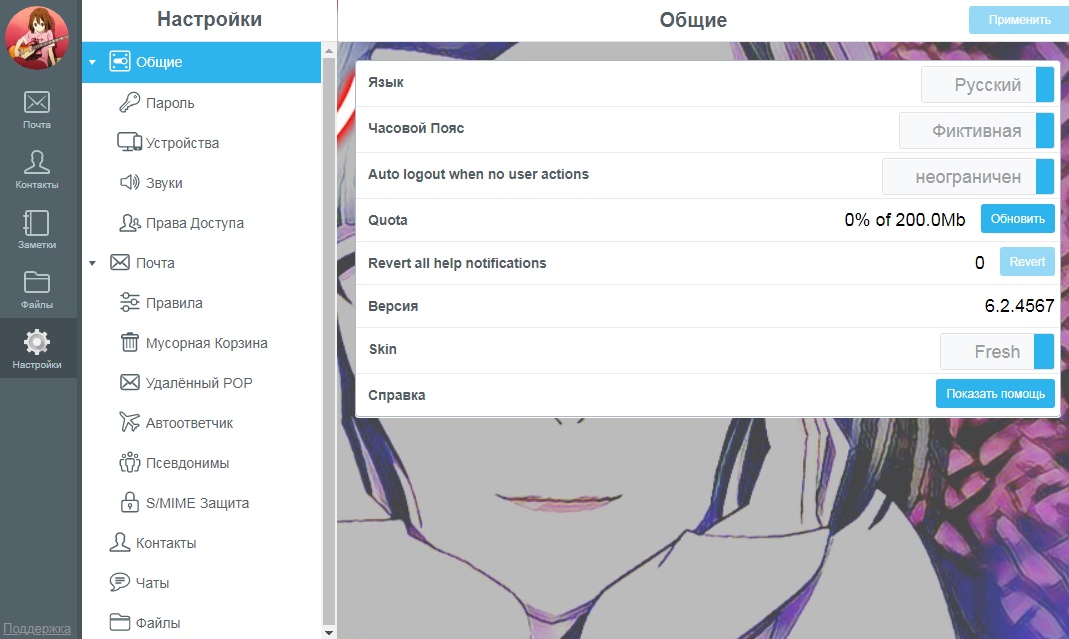 Настройки
Общие
Применить
Почта
Контакты
Заметки
Файлы
Настройки
Поддержка
Общие
Пароль
Устройства
Звуки
Права Доступа
Почта
Правила
Мусорная Корзина
Удалённый POP
Автоответчик
Псевдонимы
S/MIME Защита
Контакты
Чаты
Файлы
Язык Русский
Часовой Пояс Фиктивная
Auto logout when no user actions неограничен
Quota 0% of 200.0Mb Обновить
Revert all help notifications 0 Revert
Версия 6.2.4567
Skin Fresh
Справка Показать помощь